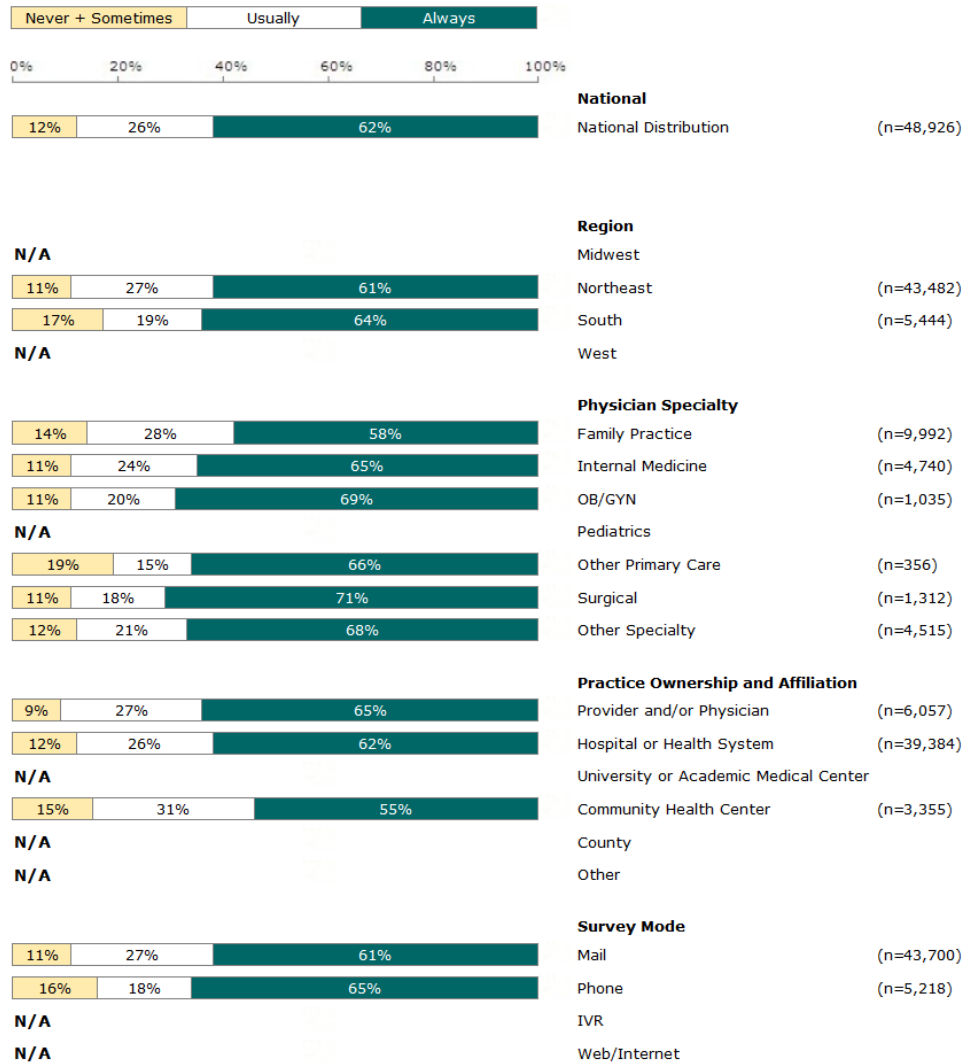 Never + Sometimes Usually Always
0% 20% 40% 60% 80% 100%
National
12% 26% 62% National Distribution (n=48,926)
Region
N/A Midwest
11% 27% 61% Northeast (n=43,482)
17% 19% 64% South (n=5,444)
N/A West
Physician Specialty
14% 28% 58% Family Practice (n=9,992)
11% 24% 65% Internal Medicine (n=4,740)
11% 20% 69% OB/GYN (n=1,035)
N/A Pediatrics
19% 15% 66% Other Primary Care (n=356)
11% 18% 71% Surgical (n=1,312)
12% 21% 68% Other Specialty (n=4,515)
Practice Ownership and Affiliation
9% 27% 65% Provider and/or Physician (n=6,057)
12% 26% 62% Hospital or Health System (n=39,384)
N/A University or Academic Medical Center
15% 31% 55% Community Health Center (n=3,355)
N/A County
N/A Other
Survey Mode
11% 27% 61% Mail (n=43,700)
16% 18% 65% Phone (n=5,218)
N/A IVR
N/A Web/Internet